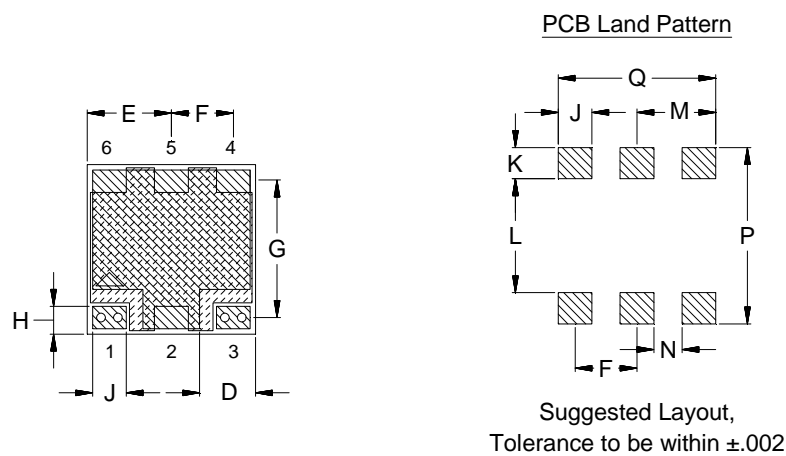 PCB Land Pattern
E F
6 5 4
G
H
1 2 3
J D
Q
J M
K
L P
N
F
Suggested Layout,
Tolerance to be within ±.002